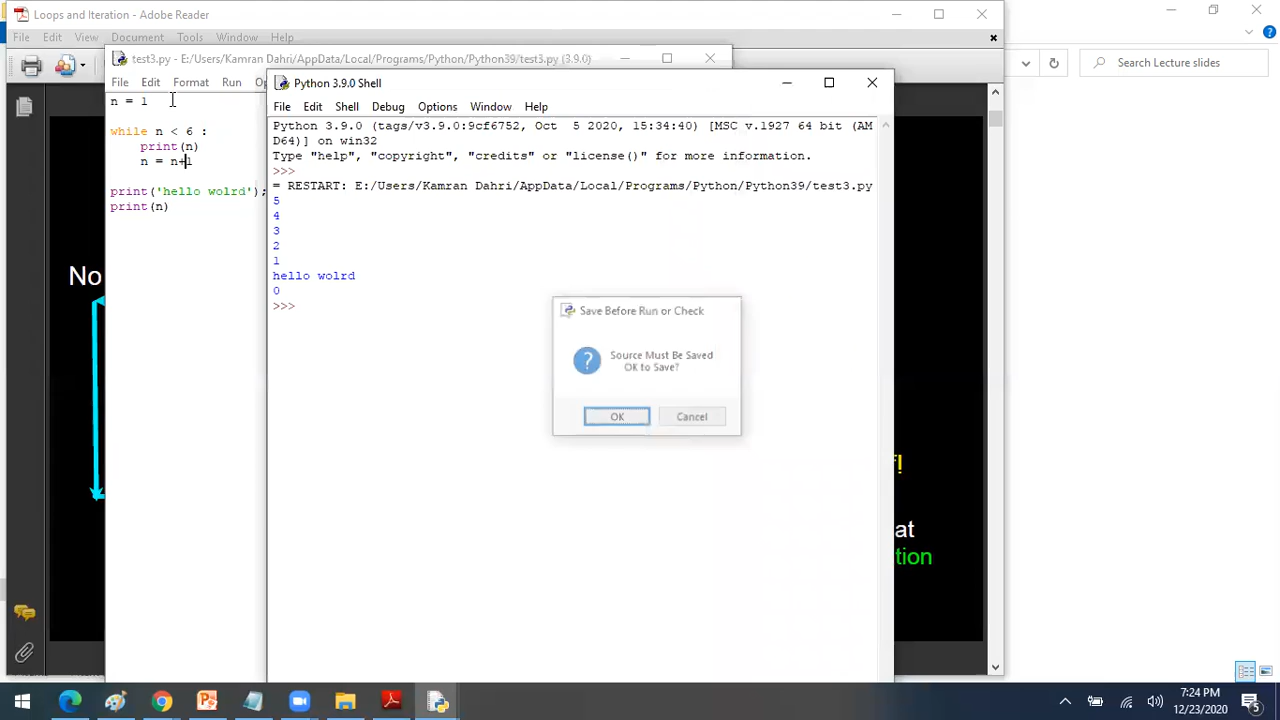 Loops and Iteration - Adobe Reader
File Edit View Document Tools Window Help
Search Lecture slides
test3.py - E:/Users/Kamran Dahri/AppData/Local/Programs/Python/Python39/test3.py (3.9.0)
File Edit Format Run
n = 1
while n < 6 :
print(n)
n = n+1
print('hello wolrd');
print(n)
Python 3.9.0 Shell
File Edit Shell Debug Options Window Help
Python 3.9.0 (tags/v3.9.0:9cf6752, Oct 5 2020, 15:34:40) [MSC v.1927 64 bit (AM
D64)] on win32
Type "help", "copyright", "credits" or "license()" for more information.
>>>
= RESTART: E:/Users/Kamran Dahri/AppData/Local/Programs/Python/Python39/test3.py
5
4
3
2
1
hello wolrd
0
>>>
Save Before Run or Check
?
Source Must Be Saved
OK to Save?
OK Cancel
No
7:24 PM
12/23/2020
5